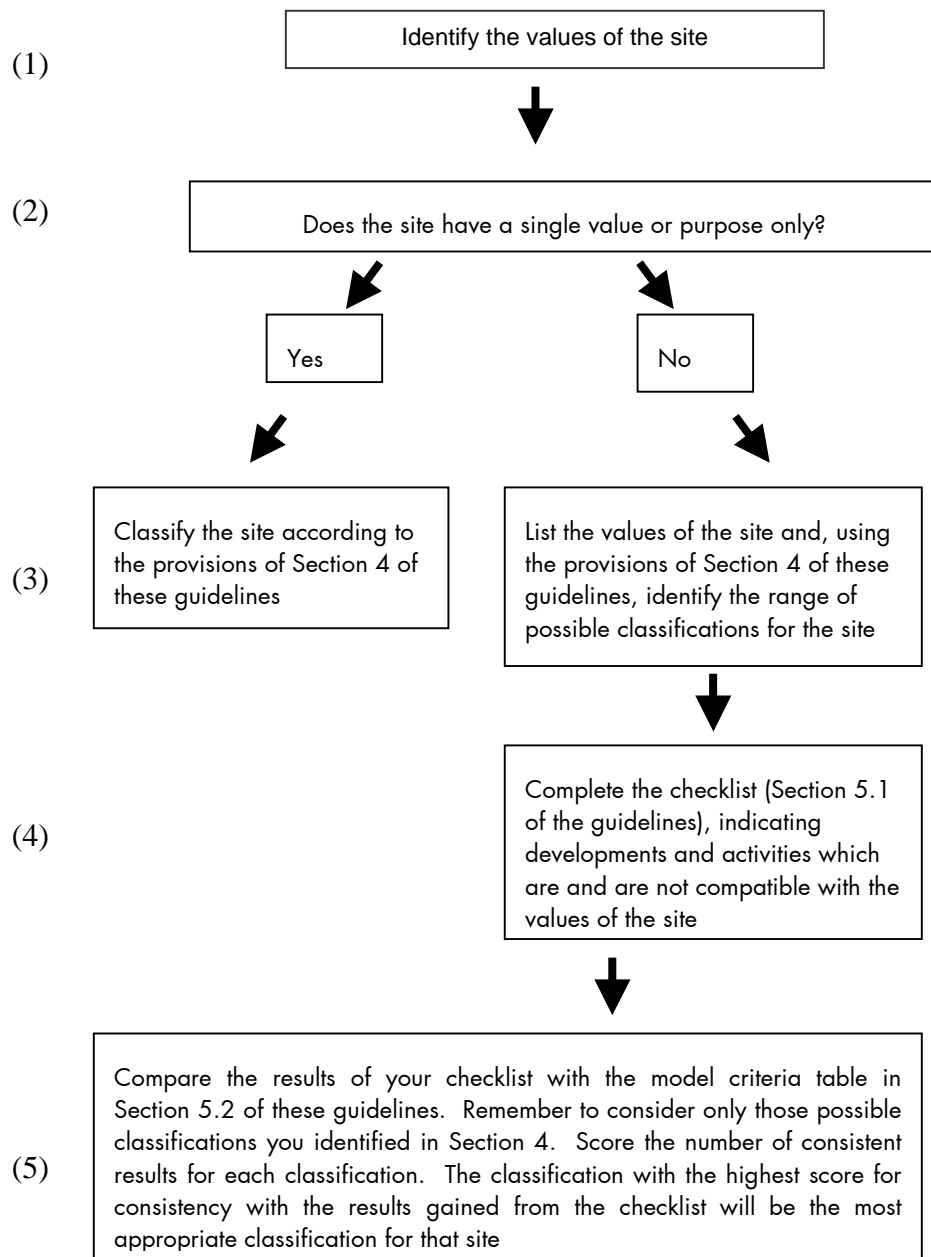 (1)
Identify the values of the site
(2)
Does the site have a single value or purpose only?
Yes
No
(3)
Classify the site according to
the provisions of Section 4 of
these guidelines
List the values of the site and, using
the provisions of Section 4 of these
guidelines, identify the range of
possible classifications for the site
(4)
Complete the checklist (Section 5.1
of the guidelines), indicating
developments and activities which
are and are not compatible with the
values of the site
(5)
Compare the results of your checklist with the model criteria table in
Section 5.2 of these guidelines. Remember to consider only those possible
classifications you identified in Section 4. Score the number of consistent
results for each classification. The classification with the highest score for
consistency with the results gained from the checklist will be the most
appropriate classification for that site